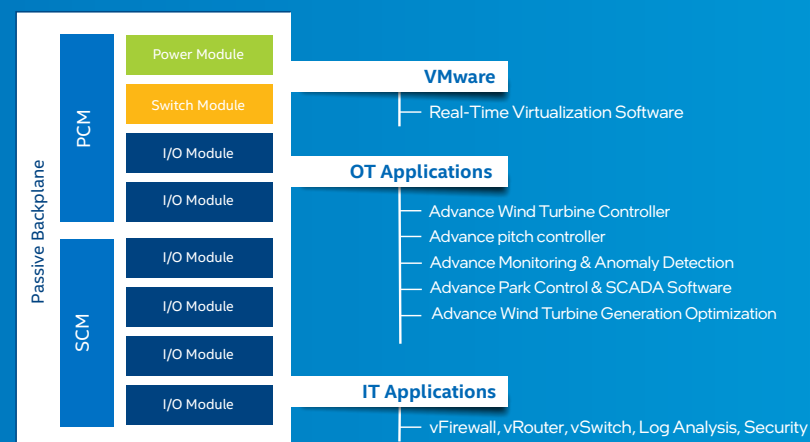 Passive Backplane
PCM
Power Module
Switch Module
I/O Module
I/O Module
SCM
I/O Module
I/O Module
I/O Module
I/O Module
VMware
Real-Time Virtualization Software
OT Applications
Advance Wind Turbine Controller
Advance pitch controller
Advance Monitoring & Anomaly Detection
Advance Park Control & SCADA Software
Advance Wind Turbine Generation Optimization
IT Applications
vFirewall, vRouter, vSwitch, Log Analysis, Security